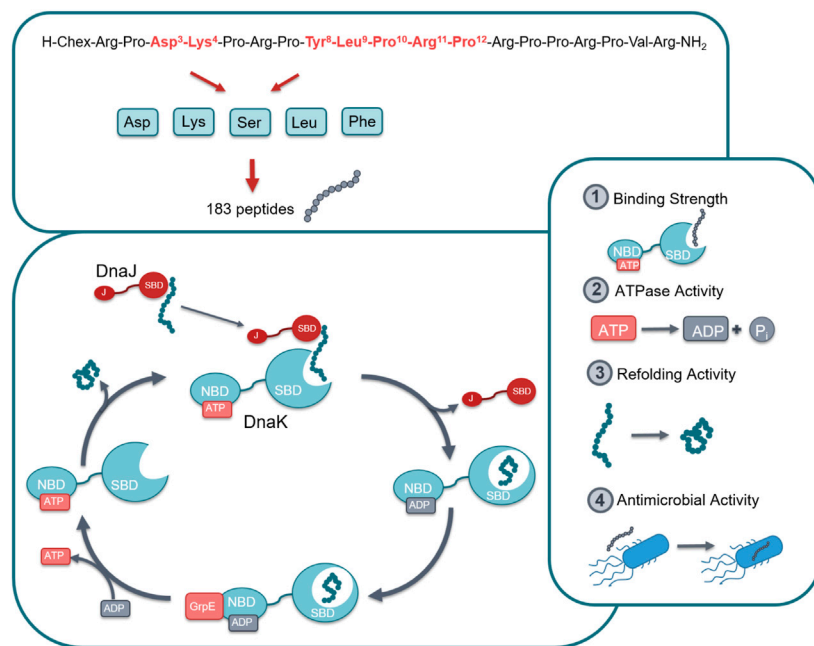 H-Chex-Arg-Pro-Asp³-Lys⁴-Pro-Arg-Pro-Tyr⁸-Leu⁹-Pro¹⁰-Arg¹¹-Pro¹²-Arg-Pro-Pro-Arg-Pro-Val-Arg-NH₂
Asp Lys Ser Leu Phe
183 peptides
DnaJ
J SBD
J SBD
NBD SBD
ATP
DnaK
J SBD
NBD SBD
ADP
GrpE NBD SBD
ADP
ATP
ADP
NBD SBD
ATP
1 Binding Strength
NBD SBD
ATP
2 ATPase Activity
ATP ADP + Pᵢ
3 Refolding Activity
4 Antimicrobial Activity